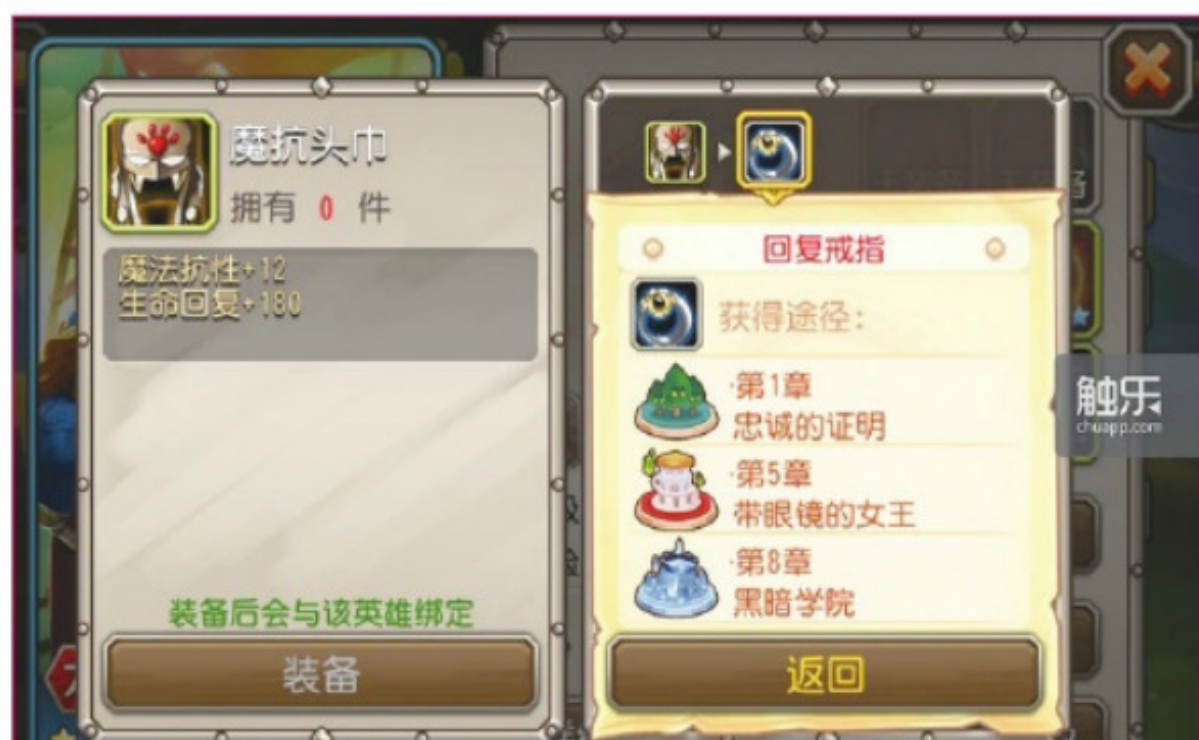 魔抗头巾
拥有 0 件
魔法抗性+12
生命回复+180
装备后会与该英雄绑定
装备
回复戒指
获得途径：
·第1章
忠诚的证明
·第5章
带眼镜的女王
·第8章
黑暗学院
返回
触乐
chuapp.com